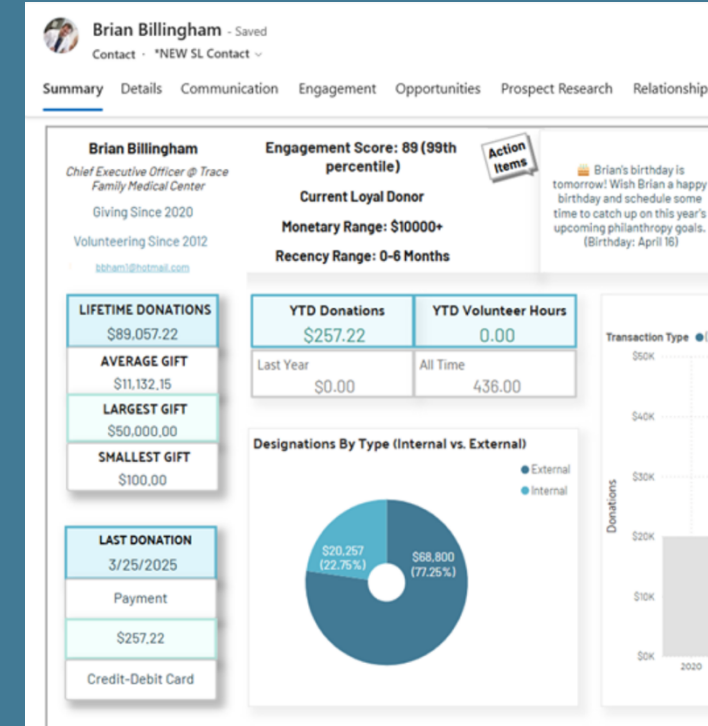 Brian Billingham - Saved
Contact · *NEW SL Contact
Summary Details Communication Engagement Opportunities Prospect Research Relationship
Brian Billingham
Chief Executive Officer @ Trace
Family Medical Center
Giving Since 2020
Volunteering Since 2012
bbham1@hotmail.com
Engagement Score: 89 (99th
percentile)
Current Loyal Donor
Monetary Range: $10000+
Recency Range: 0-6 Months
Action
Items
🎂 Brian's birthday is
tomorrow! Wish Brian a happy
birthday and schedule some
time to catch up on this year's
upcoming philanthropy goals.
(Birthday: April 16)
LIFETIME DONATIONS
$89,057.22
AVERAGE GIFT
$11,132.15
LARGEST GIFT
$50,000.00
SMALLEST GIFT
$100.00
YTD Donations
$257.22
YTD Volunteer Hours
0.00
Last Year
$0.00
All Time
436.00
Designations By Type (Internal vs. External)
External
Internal
$20,257
(22.75%)
$68,800
(77.25%)
LAST DONATION
3/25/2025
Payment
$257.22
Credit-Debit Card
Transaction Type
Donations
$50K
$40K
$30K
$20K
$10K
$0K
2020